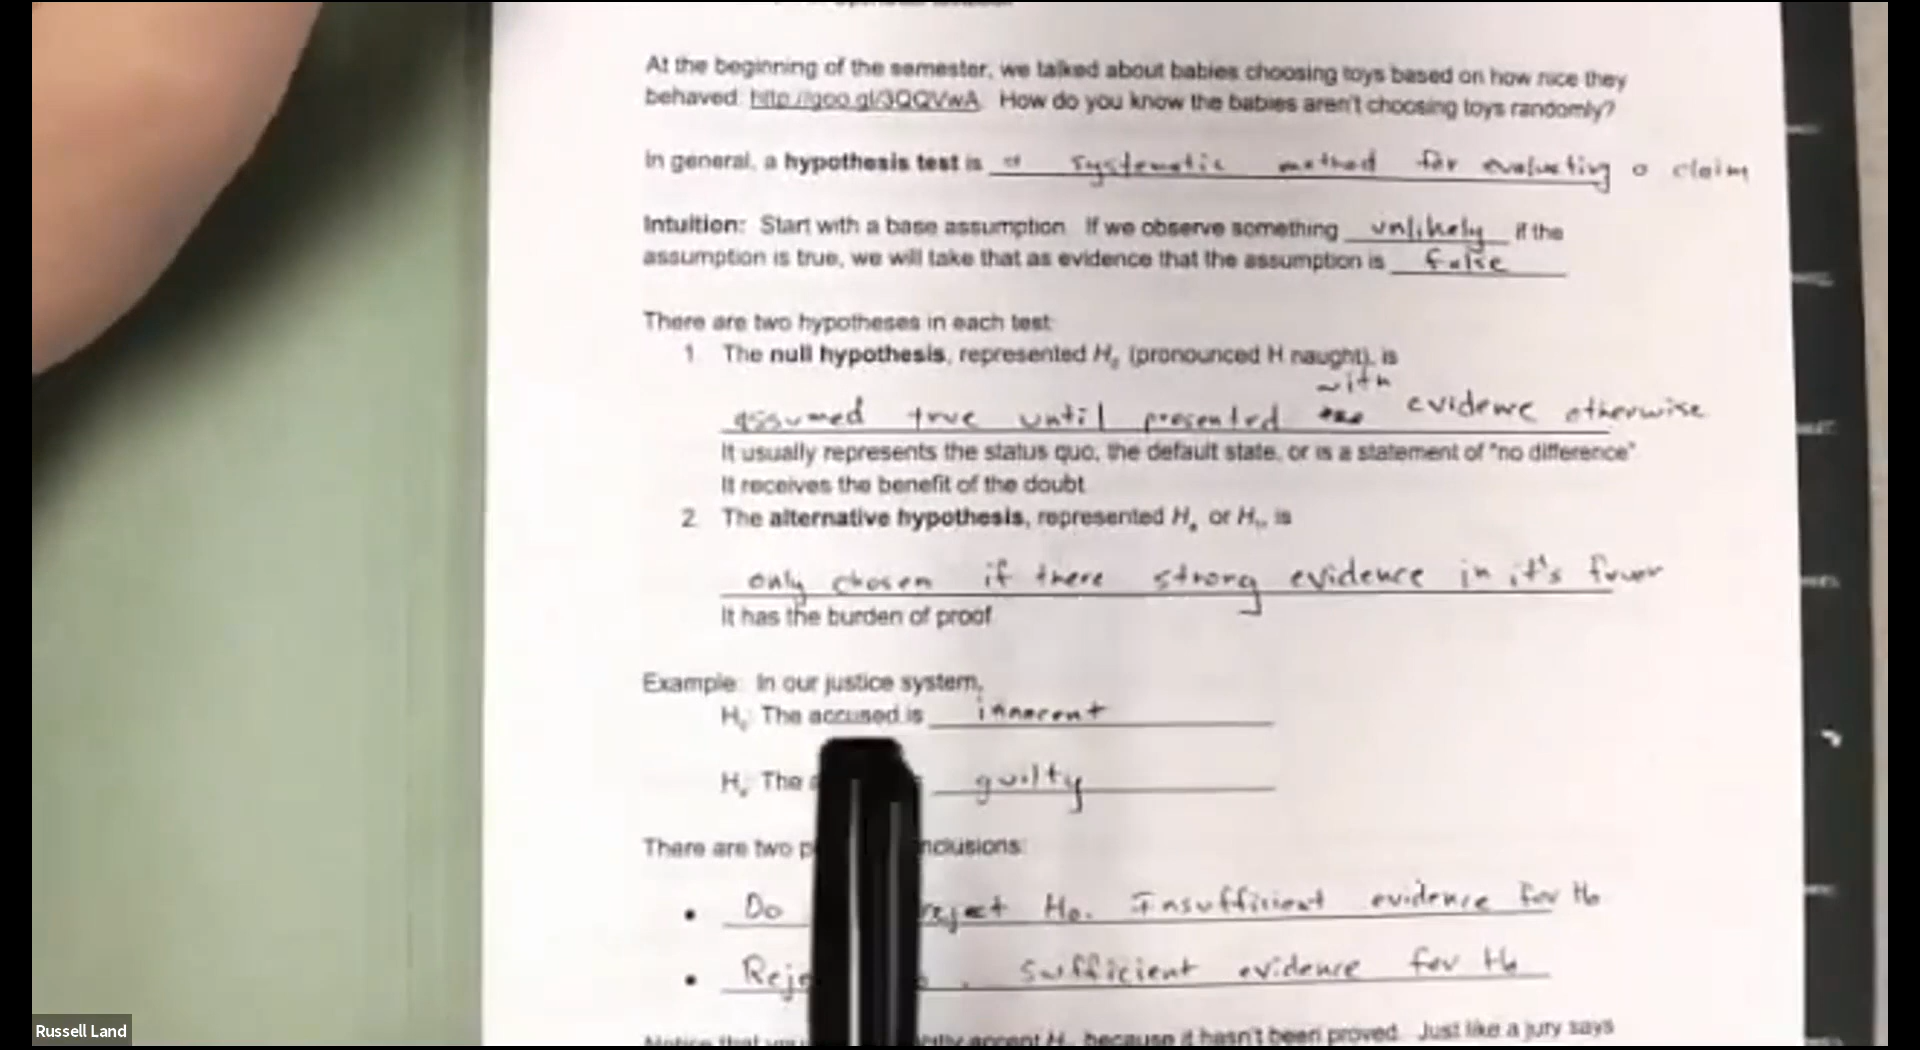 At the beginning of the semester, we talked about babies choosing toys based on how nice they
behaved: http://goo.gl/3QQVwA. How do you know the babies aren't choosing toys randomly?
In general, a hypothesis test is a systematic method for evaluating a claim
Intuition: Start with a base assumption. If we observe something unlikely if the
assumption is true, we will take that as evidence that the assumption is false
There are two hypotheses in each test:
1. The null hypothesis, represented H₀ (pronounced H naught), is
with
assumed true until presented evidence otherwise
It usually represents the status quo, the default state, or is a statement of "no difference".
It receives the benefit of the doubt.
2. The alternative hypothesis, represented Hₐ or H₁, is
only chosen if there strong evidence in it's favor
It has the burden of proof.
Example: In our justice system,
H₀: The accused is innocent
Hₐ: The guilty
There are two nclusions:
• Do reject H₀. Insufficient evidence for
• Sufficient evidence for
because it hasn't been proved. Just like a jury says
Russell Land